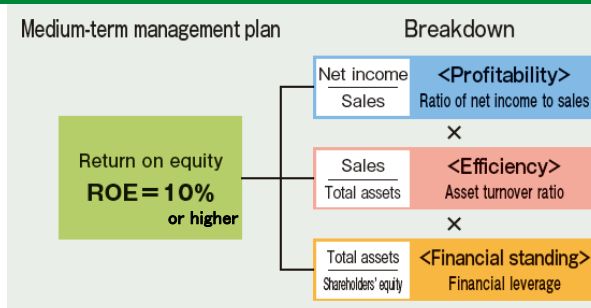 Medium-term management plan
Breakdown
Return on equity
ROE=10%
or higher
Net income
Sales
<Profitability>
Ratio of net income to sales
×
Sales
Total assets
<Efficiency>
Asset turnover ratio
×
Total assets
Shareholders' equity
<Financial standing>
Financial leverage